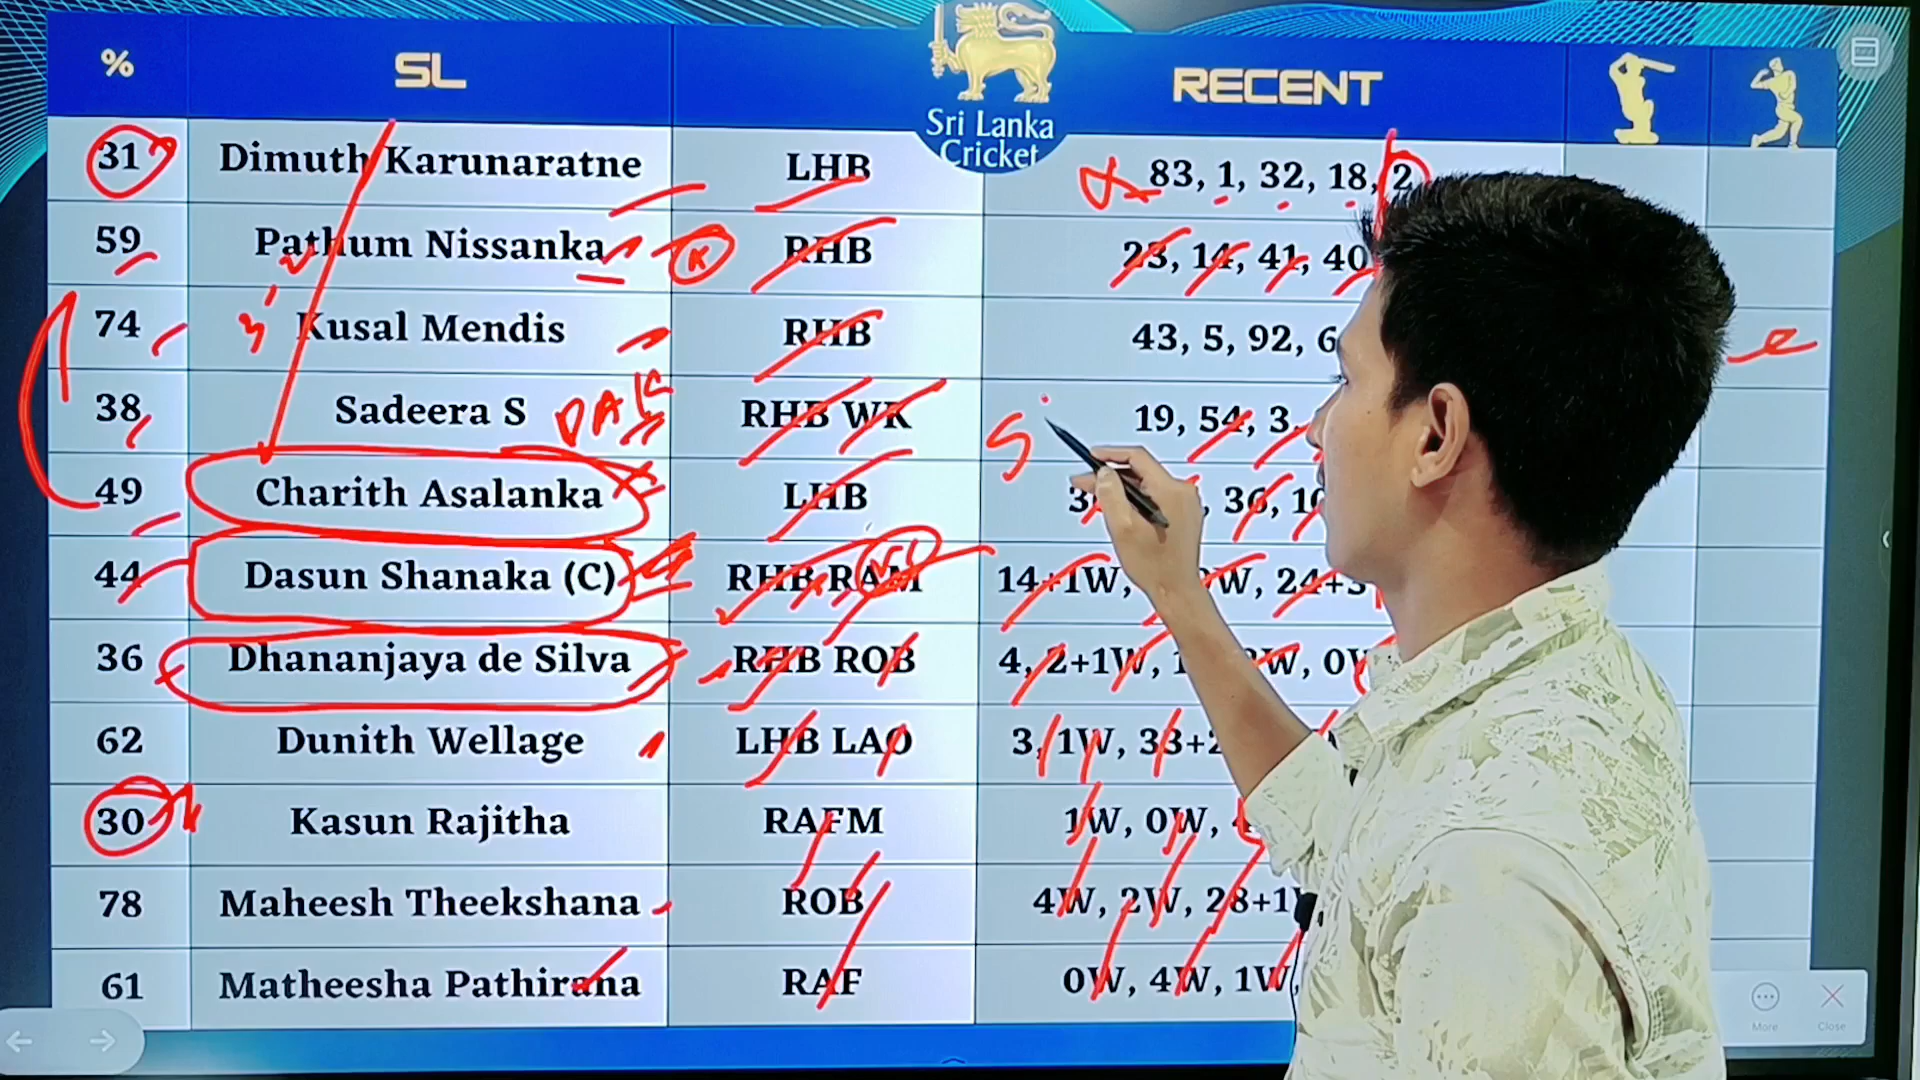 % SL Sri Lanka Cricket RECENT
31 Dimuth Karunaratne LHB 83, 1, 32, 18, 2
59 Pathum Nissanka K RHB 23, 14, 41, 40
74 Kusal Mendis RHB 43, 5, 92, 6
38 Sadeera S RHB WK 19, 54, 3,
49 Charith Asalanka LHB 36, 10
44 Dasun Shanaka (C) RHB RAM 14+1W, 24+3
36 Dhananjaya de Silva RHB ROB 4, 2+1W, 0W
62 Dunith Wellage LHB LAO 3, 1W, 33+2
30 Kasun Rajitha RAFM 1W, 0W, 4
78 Maheesh Theekshana ROB 4W, 2W, 28+1W
61 Matheesha Pathirana RAF 0W, 4W, 1W,
More Close